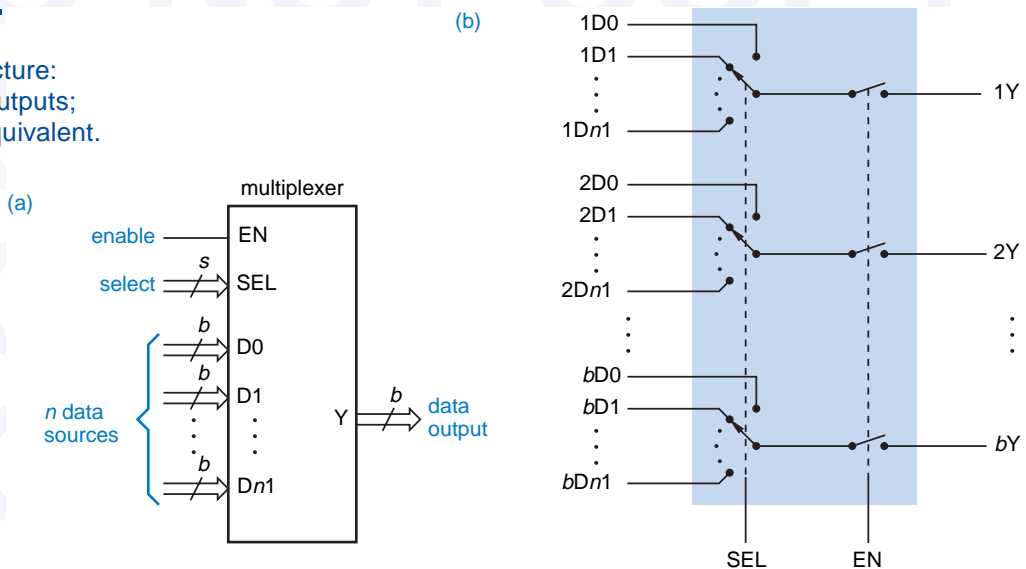 (b)
cture:
utputs;
quivalent.
(a)
multiplexer
enable
EN
s
select
SEL
b
D0
b
D1
n data
sources
b
Dn1
Y
b
data
output
1D0
1D1
1Dn1
1Y
2D0
2D1
2Dn1
2Y
bD0
bD1
bDn1
bY
SEL
EN